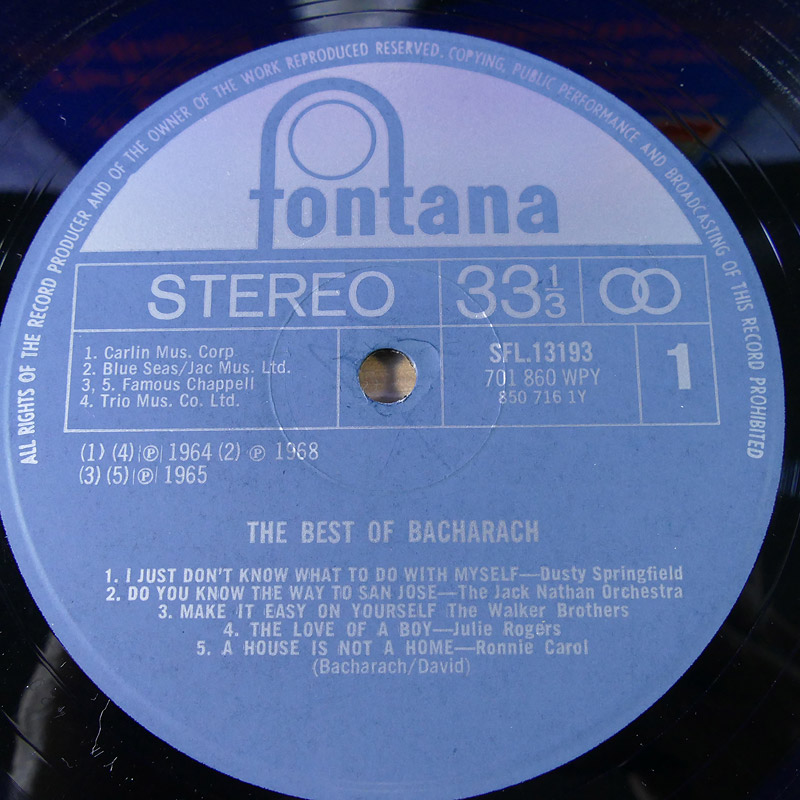 ALL RIGHTS OF THE RECORD PRODUCER AND OF THE OWNER OF THE WORK REPRODUCED RESERVED. COPYING, PUBLIC PERFORMANCE AND BROADCASTING OF THIS RECORD PROHIBITED
fontana
STEREO 33 1/3
1. Carlin Mus. Corp
2. Blue Seas/Jac Mus. Ltd.
3, 5. Famous Chappell
4. Trio Mus. Co. Ltd.
SFL.13193
701 860 WPY
850 716 1Y
1
(1) (4) ℗ 1964 (2) ℗ 1968
(3) (5) ℗ 1965
THE BEST OF BACHARACH
1. I JUST DON'T KNOW WHAT TO DO WITH MYSELF—Dusty Springfield
2. DO YOU KNOW THE WAY TO SAN JOSE—The Jack Nathan Orchestra
3. MAKE IT EASY ON YOURSELF The Walker Brothers
4. THE LOVE OF A BOY—Julie Rogers
5. A HOUSE IS NOT A HOME—Ronnie Carol
(Bacharach/David)